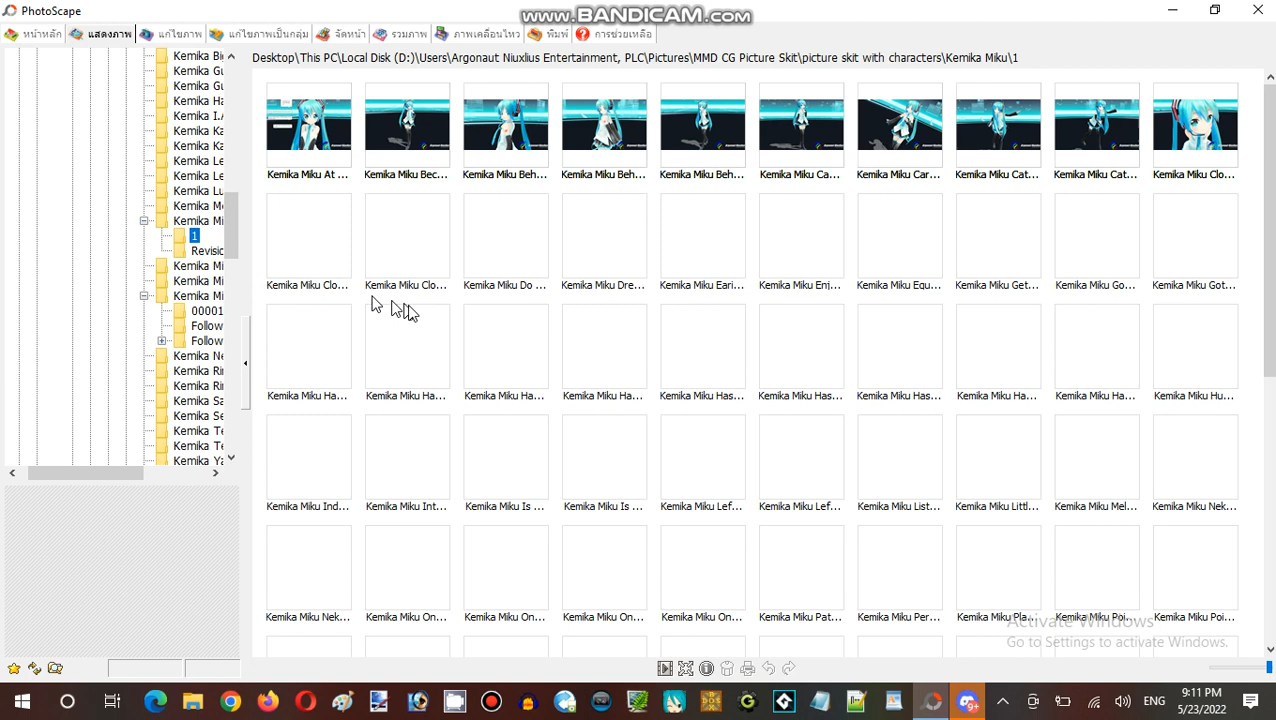 PhotoScape
www.BANDICAM.com
หน้าหลัก
แสดงภาพ
แก้ไขภาพ
แก้ไขภาพเป็นกลุ่ม
จัดหน้า
รวมภาพ
ภาพเคลื่อนไหว
พิมพ์
การช่วยเหลือ
Desktop\This PC\Local Disk (D:)\Users\Argonaut Niuxlius Entertainment, PLC\Pictures\MMD CG Picture Skit\picture skit with characters\Kemika Miku\1
Kemika Bi
Kemika Gu
Kemika Gu
Kemika Ha
Kemika I.A
Kemika Ka
Kemika Ka
Kemika Le
Kemika Le
Kemika Lu
Kemika Me
Kemika Mi
1
Revisic
Kemika Mi
Kemika Mi
Kemika Mi
00001
Follow
Follow
Kemika Ne
Kemika Rin
Kemika Rin
Kemika Sa
Kemika Se
Kemika Te
Kemika Te
Kemika Ya
Kemika Miku At ... Kemika Miku Bec... Kemika Miku Beh... Kemika Miku Beh... Kemika Miku Beh... Kemika Miku Ca... Kemika Miku Car... Kemika Miku Cat... Kemika Miku Cat... Kemika Miku Clo...
Kemika Miku Clo... Kemika Miku Clo... Kemika Miku Do ... Kemika Miku Dre... Kemika Miku Eari... Kemika Miku Enj... Kemika Miku Equ... Kemika Miku Get... Kemika Miku Go... Kemika Miku Got...
Kemika Miku Ha... Kemika Miku Ha... Kemika Miku Ha... Kemika Miku Ha... Kemika Miku Has... Kemika Miku Has... Kemika Miku Has... Kemika Miku Ha... Kemika Miku Ha... Kemika Miku Hu...
Kemika Miku Ind... Kemika Miku Int... Kemika Miku Is ... Kemika Miku Is ... Kemika Miku Lef... Kemika Miku Lef... Kemika Miku List... Kemika Miku Littl... Kemika Miku Mel... Kemika Miku Nek...
Kemika Miku Nek... Kemika Miku On... Kemika Miku On... Kemika Miku On... Kemika Miku On... Kemika Miku Pat... Kemika Miku Per... Kemika Miku Pla... Kemika Miku Poi... Kemika Miku Poi...
Activate Windows
Go to Settings to activate Windows.
9+
ENG
9:11 PM
5/23/2022